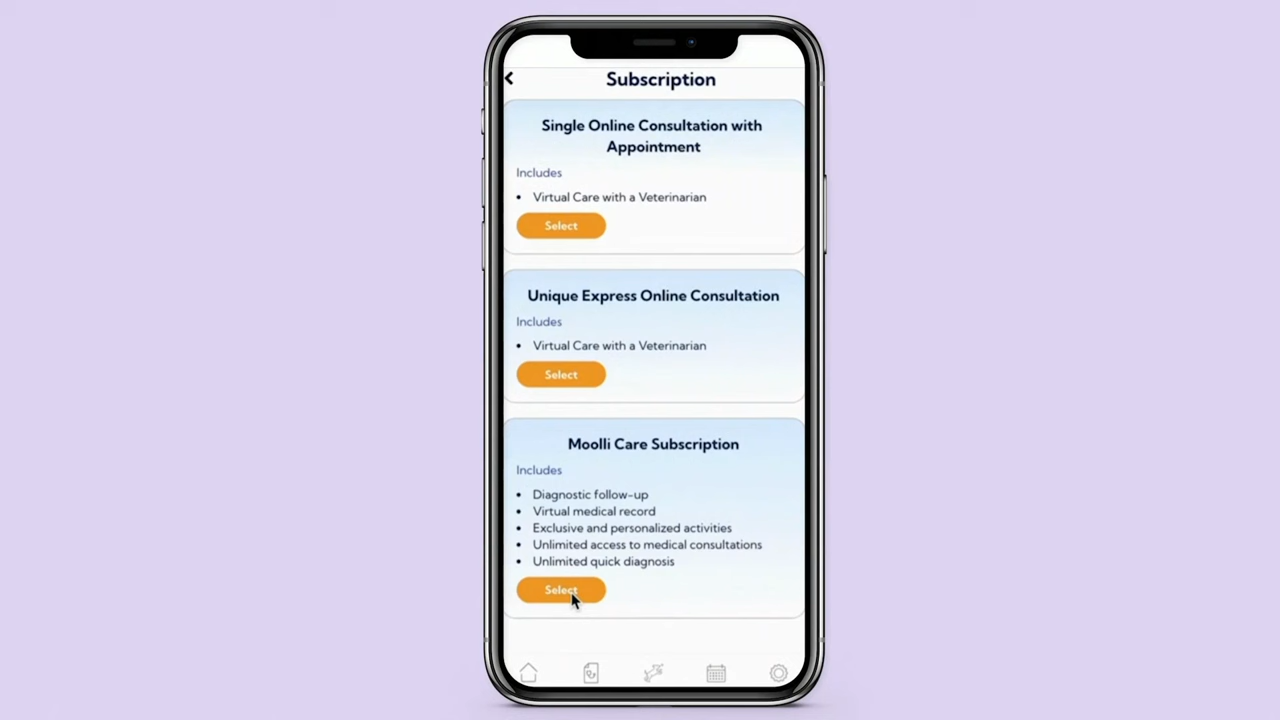 Subscription
Single Online Consultation with
Appointment
Includes
• Virtual Care with a Veterinarian
Select
Unique Express Online Consultation
Includes
• Virtual Care with a Veterinarian
Select
Moolli Care Subscription
Includes
• Diagnostic follow-up
• Virtual medical record
• Exclusive and personalized activities
• Unlimited access to medical consultations
• Unlimited quick diagnosis
Select